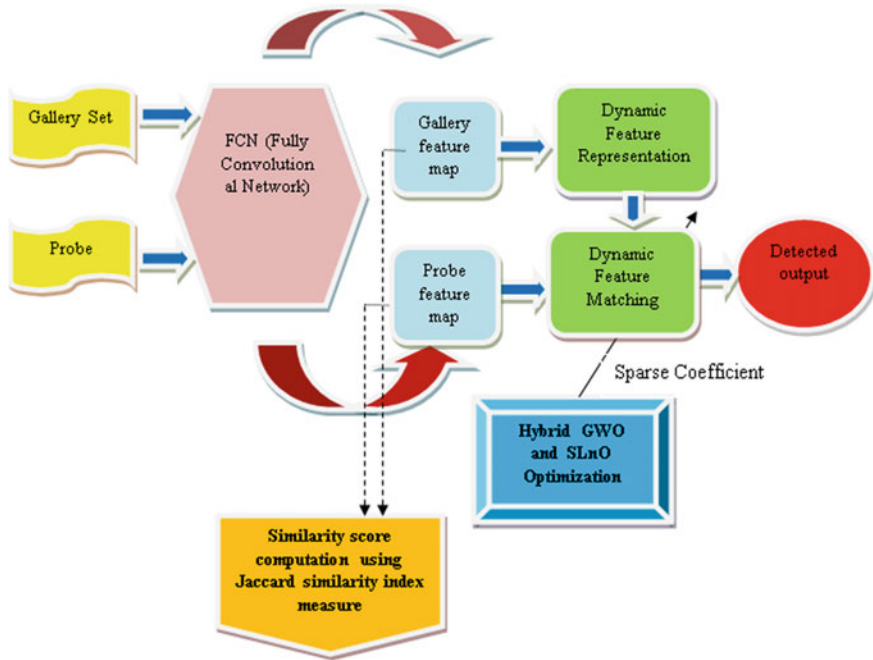 Gallery Set
Probe
FCN (Fully
Convolution
al Network)
Gallery
feature
map
Probe
feature
map
Dynamic
Feature
Representation
Dynamic
Feature
Matching
Detected
output
Sparse Coefficient
Hybrid GWO
and SLnO
Optimization
Similarity score
computation using
Jaccard similarity index
measure